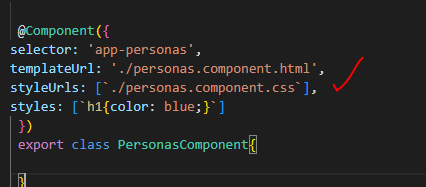 @Component({
selector: 'app-personas',
templateUrl: './personas.component.html',
styleUrls: [`./personas.component.css`],
styles: [`h1{color: blue;}`]
})
export class PersonasComponent{
}